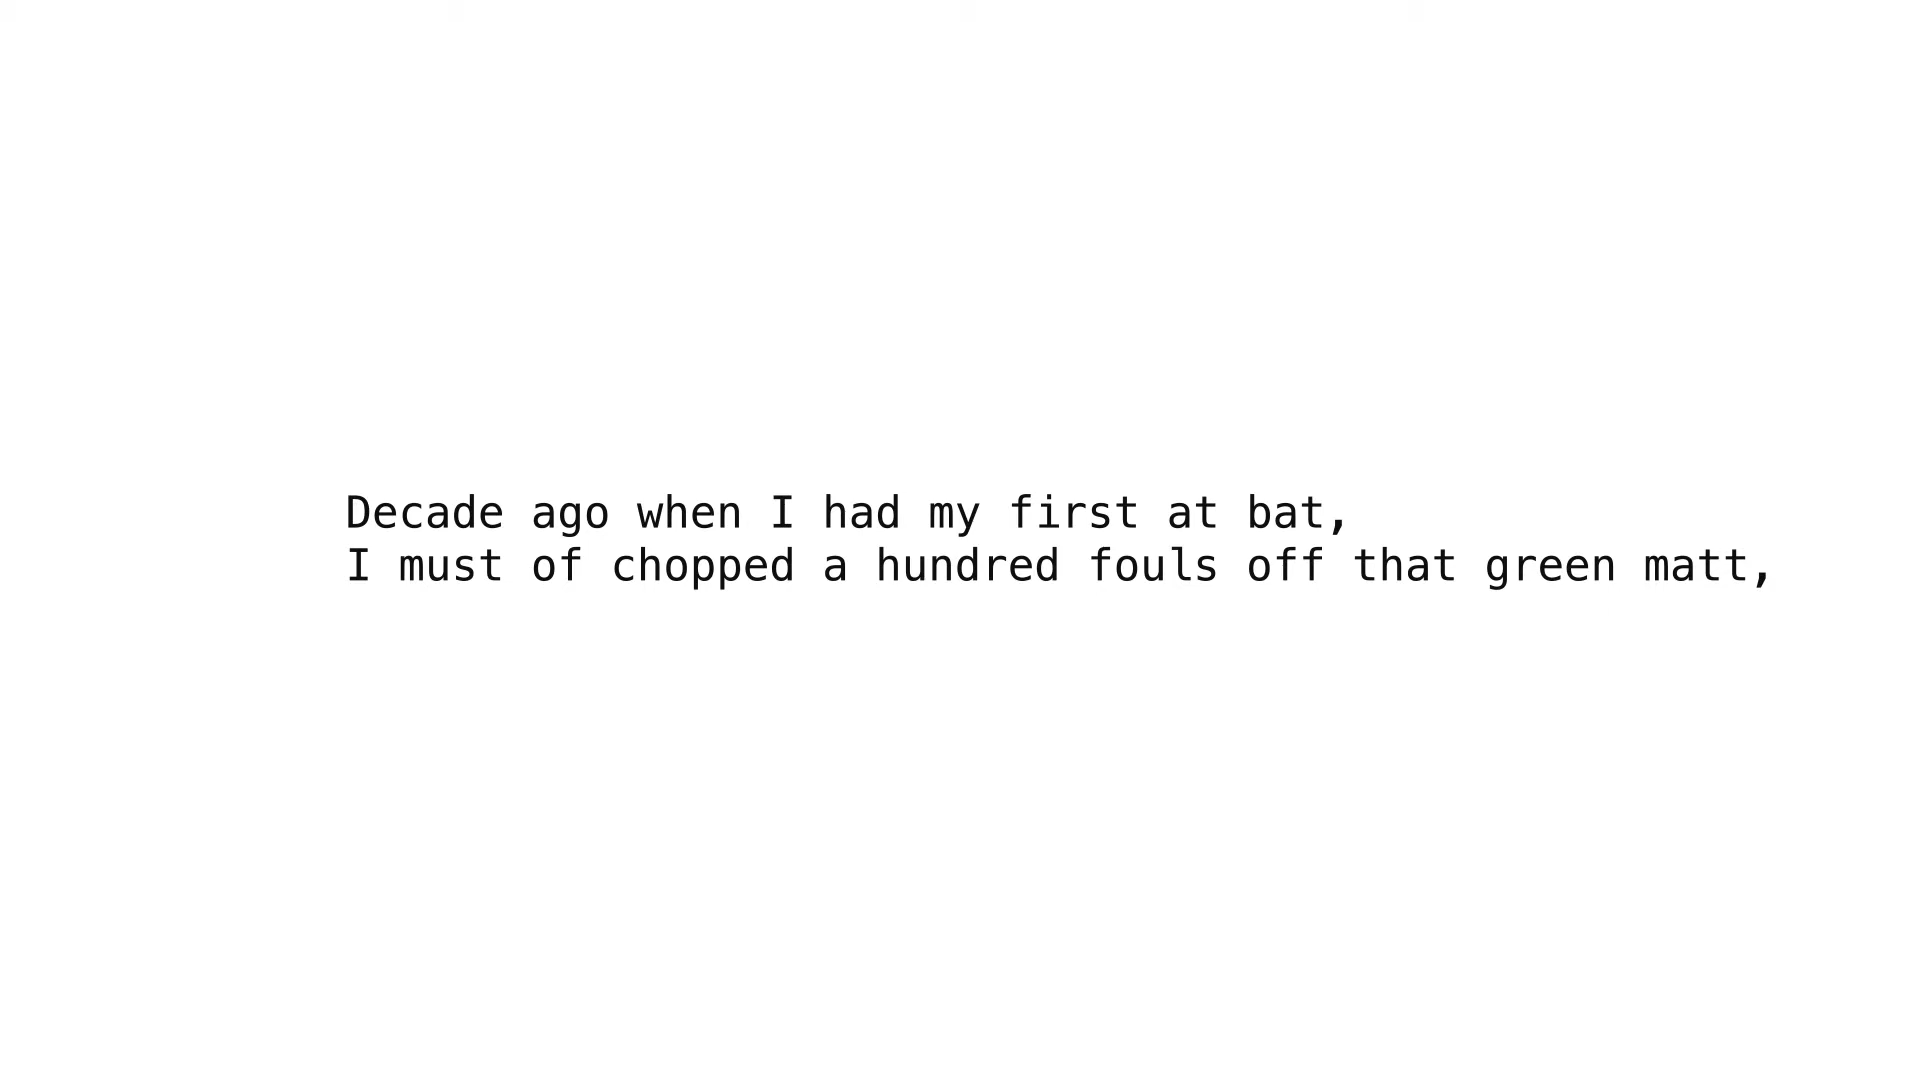 Decade ago when I had my first at bat,
I must of chopped a hundred fouls off that green matt,